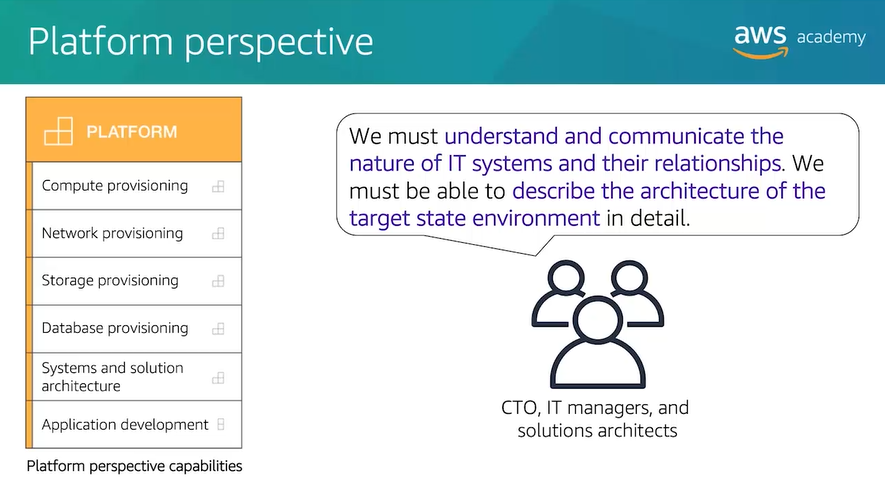 Platform perspective
aws academy
PLATFORM
Compute provisioning
Network provisioning
Storage provisioning
Database provisioning
Systems and solution
architecture
Application development
Platform perspective capabilities
We must understand and communicate the
nature of IT systems and their relationships. We
must be able to describe the architecture of the
target state environment in detail.
CTO, IT managers, and
solutions architects